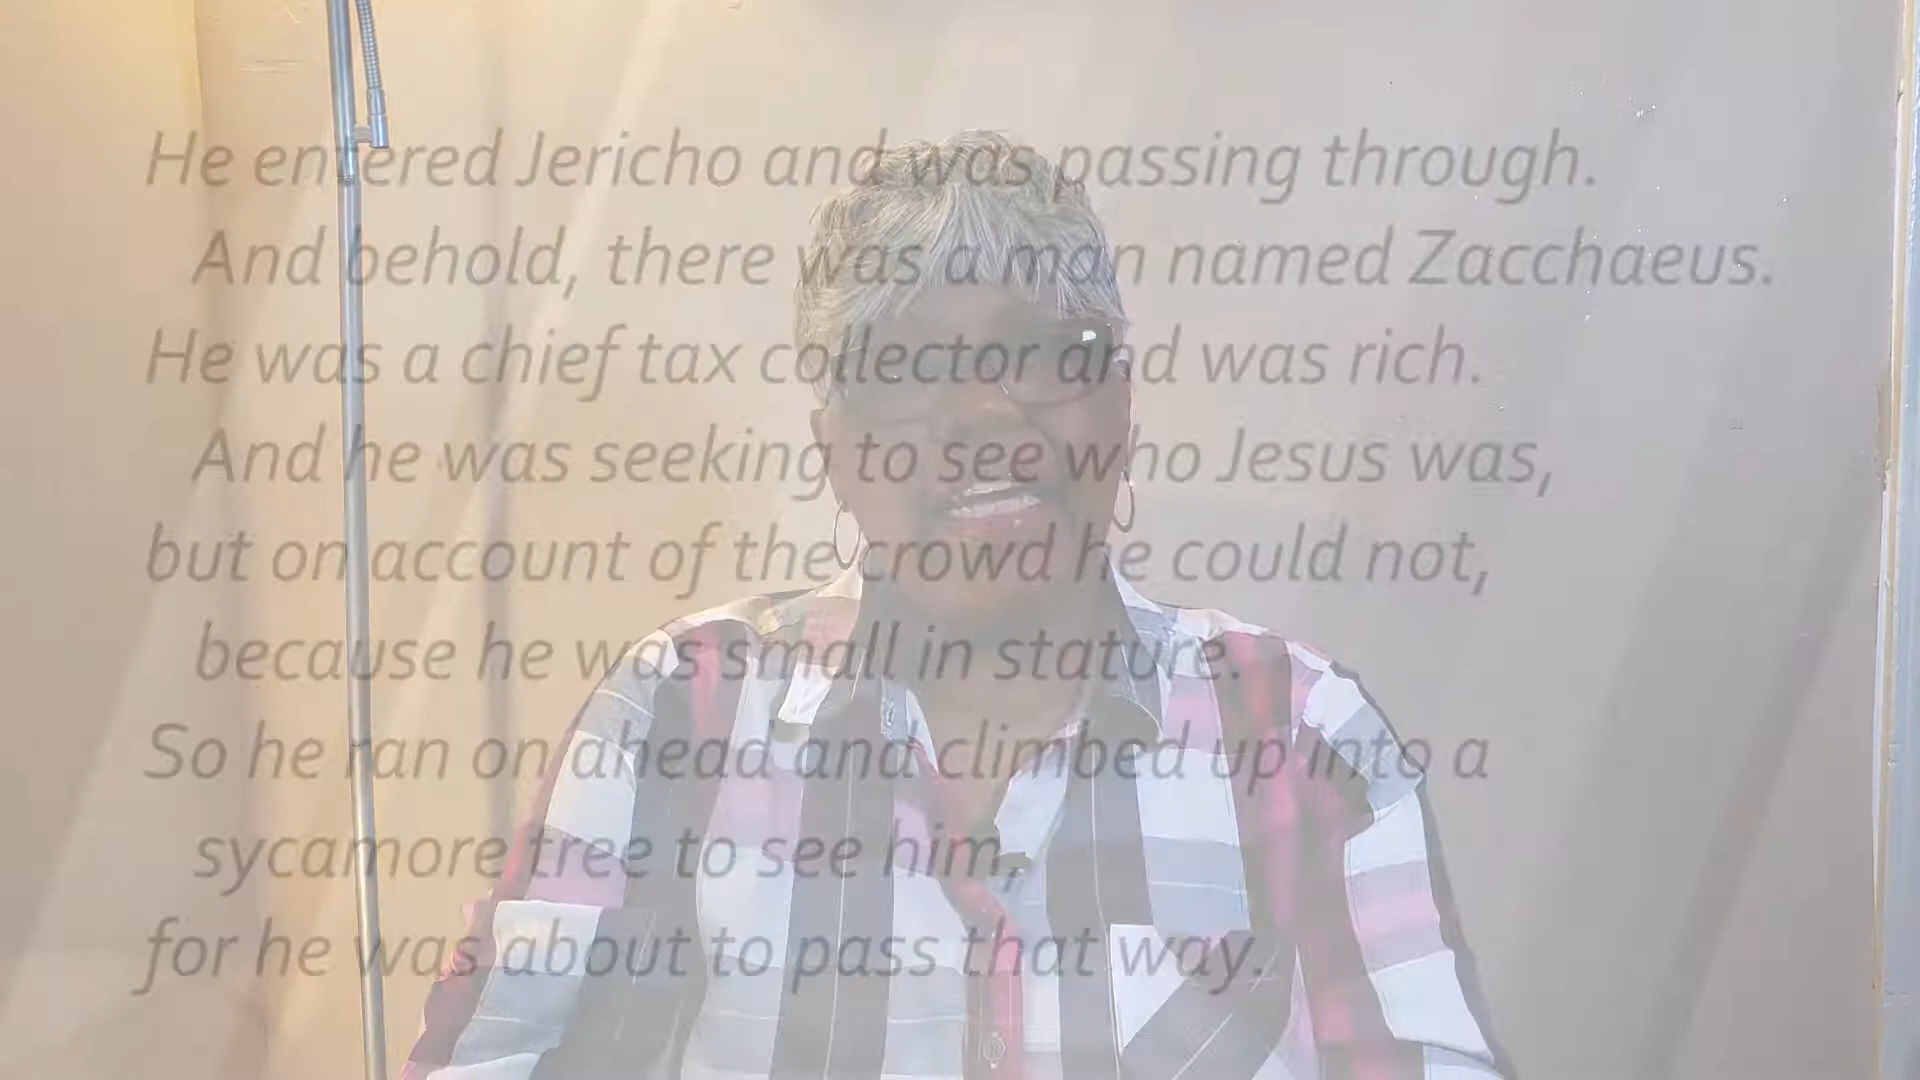 He entered Jericho and was passing through.
And behold, there was a man named Zacchaeus.
He was a chief tax collector and was rich.
And he was seeking to see who Jesus was,
but on account of the crowd he could not,
because he was small in stature.
So he ran on ahead and climbed up into a
sycamore tree to see him,
for he was about to pass that way.